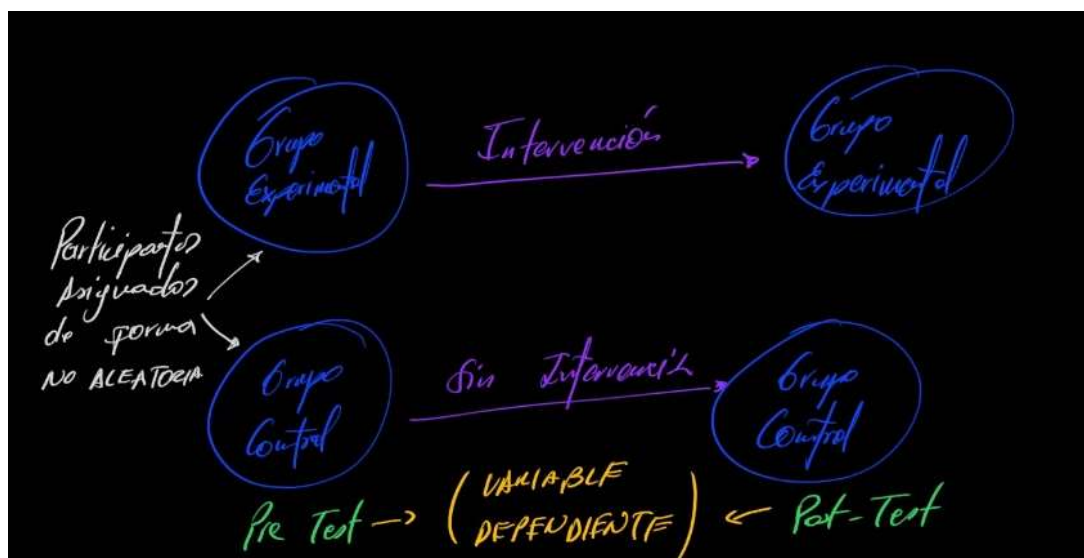 Grupo
Experimental
Intervención
Grupo
Experimental
Participantes
Asignados
de forma
NO ALEATORIA
Grupo
Control
Sin Intervención
Grupo
Control
Pre Test → (VARIABLE
DEPENDIENTE) ← Post-Test